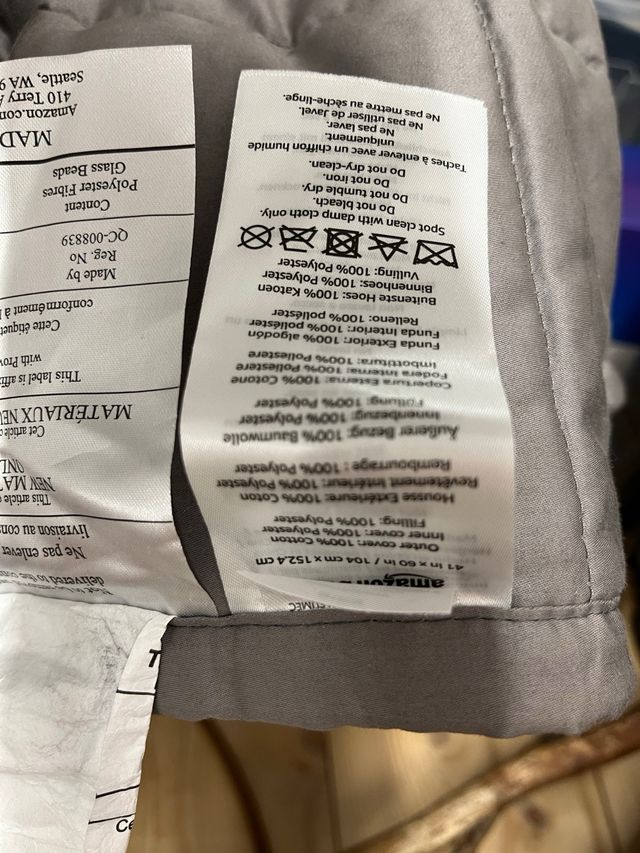 amazon
41 in x 60 in / 104 cm x 152.4 cm
Outer cover: 100% Cotton
Inner cover: 100% Polyester
Filling: 100% Polyester
Housse Extérieure: 100% Coton
Revêtement Intérieur: 100% Polyester
Rembourrage : 100% Polyester
Äußerer Bezug: 100% Baumwolle
Innenbezug: 100% Polyester
Füllung: 100% Polyester
Copertura Esterna: 100% Cotone
Fodera interna: 100% Poliestere
Imbottitura: 100% Poliestere
Funda Exterior: 100% algodón
Funda Interior: 100% poliéster
Relleno: 100% poliéster
Buitenste Hoes: 100% Katoen
Binnenhoes: 100% Polyester
Vulling: 100% Polyester
Spot clean with damp cloth only.
Do not bleach.
Do not tumble dry.
Do not iron.
Do not dry-clean.
Taches à enlever avec un chiffon humide
uniquement.
Ne pas laver.
Ne pas utiliser de Javel.
Ne pas mettre au sèche-linge.
delivered to the
Ne pas enlever
livraison au
This article
NEW
ONL
Cet article
MATÉRIAUX
This label is
with
Cette
conformément à
Made by
Reg. No
QC-008839
Content
Polyester Fibres
Glass Beads
MAD
Amazon.com
410 Terry
Seattle, WA
T